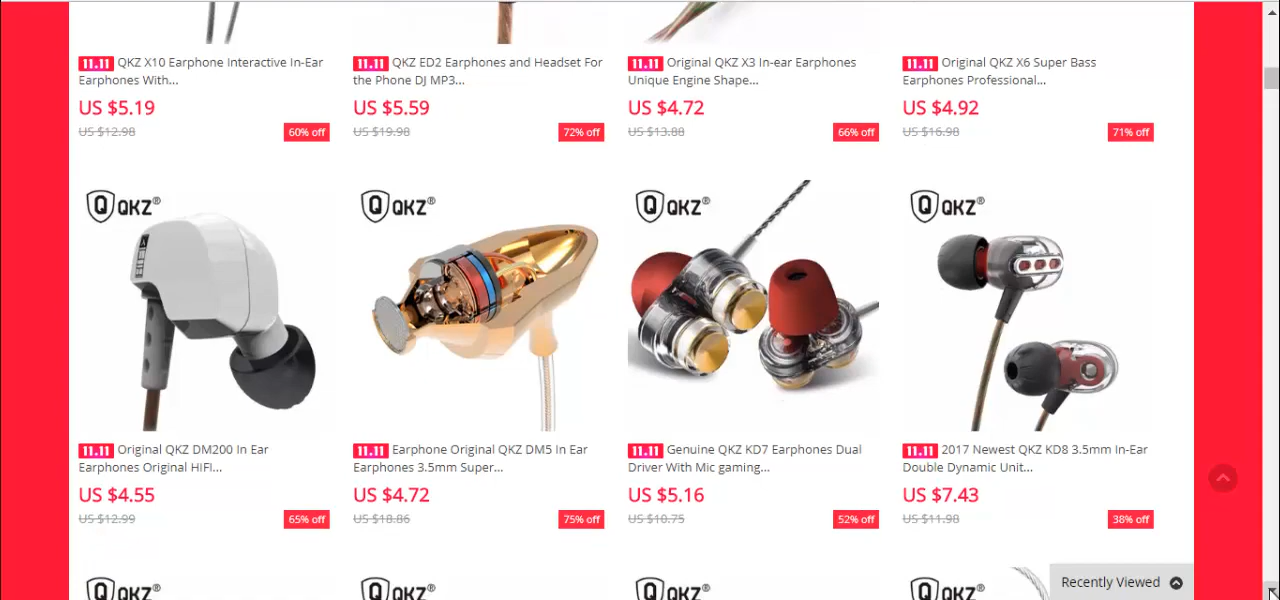 11.11 QKZ X10 Earphone Interactive In-Ear
Earphones With...
US $5.19
US $12.98
60% off
11.11 QKZ ED2 Earphones and Headset For
the Phone DJ MP3...
US $5.59
US $19.98
72% off
11.11 Original QKZ X3 In-ear Earphones
Unique Engine Shape...
US $4.72
US $13.88
66% off
11.11 Original QKZ X6 Super Bass
Earphones Professional...
US $4.92
US $16.98
71% off
Q QKZ®
11.11 Original QKZ DM200 In Ear
Earphones Original HIFI...
US $4.55
US $12.99
65% off
Q QKZ®
11.11 Earphone Original QKZ DM5 In Ear
Earphones 3.5mm Super...
US $4.72
US $18.86
75% off
Q QKZ®
11.11 Genuine QKZ KD7 Earphones Dual
Driver With Mic gaming...
US $5.16
US $10.75
52% off
Q QKZ®
11.11 2017 Newest QKZ KD8 3.5mm In-Ear
Double Dynamic Unit...
US $7.43
US $11.98
38% off
Q QKZ®
Q QKZ®
Q QKZ®
Q QKZ®
Recently Viewed